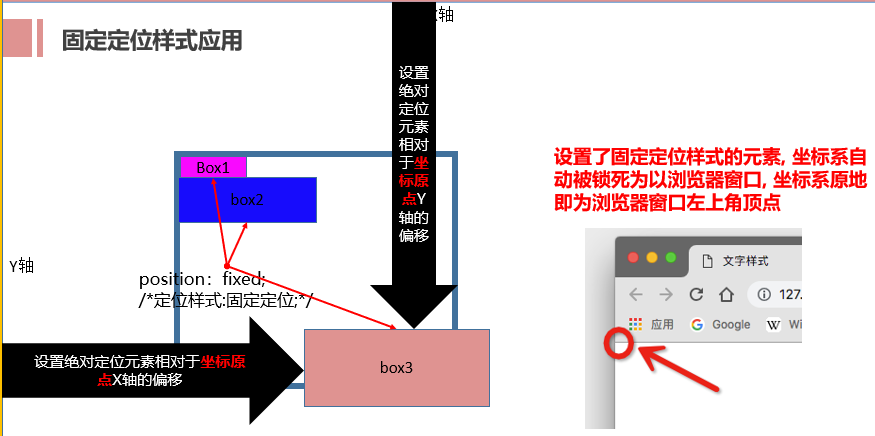 x轴
固定定位样式应用
设置
绝对
定位
元素
相对
于坐
标原
点Y
轴的
偏移
设置了固定定位样式的元素, 坐标系自
动被锁死为以浏览器窗口, 坐标系原地
即为浏览器窗口左上角顶点
Box1
box2
Y轴
position：fixed;
/*定位样式:固定定位;*/
设置绝对定位元素相对于坐标原
点X轴的偏移
box3
文字样式
127.
应用
Google
W
Wi